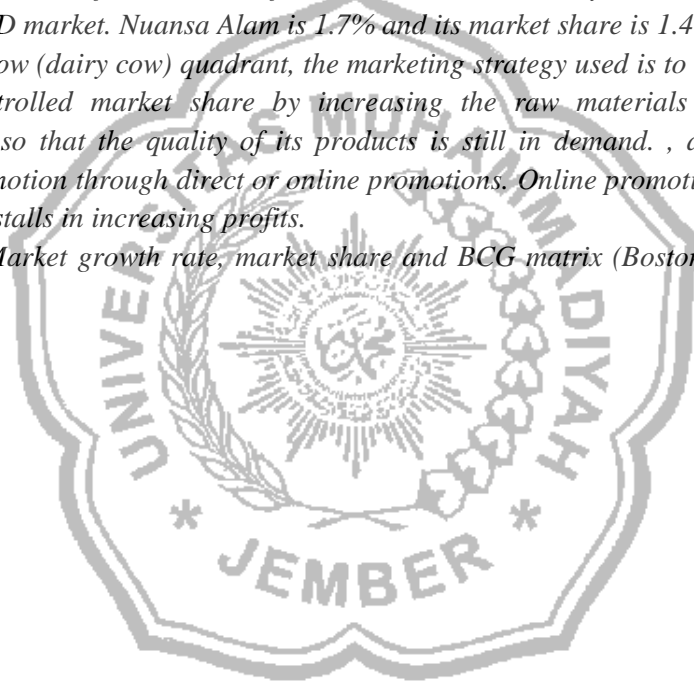 D market. Nuansa Alam is 1.7% and its market share is 1.4
ow (dairy cow) quadrant, the marketing strategy used is to
trolled market share by increasing the raw materials
so that the quality of its products is still in demand. , a
motion through direct or online promotions. Online promoti
stalls in increasing profits.
Market growth rate, market share and BCG matrix (Boston
UNIVERSITAS MUHAMMADIYAH
* JEMBER *